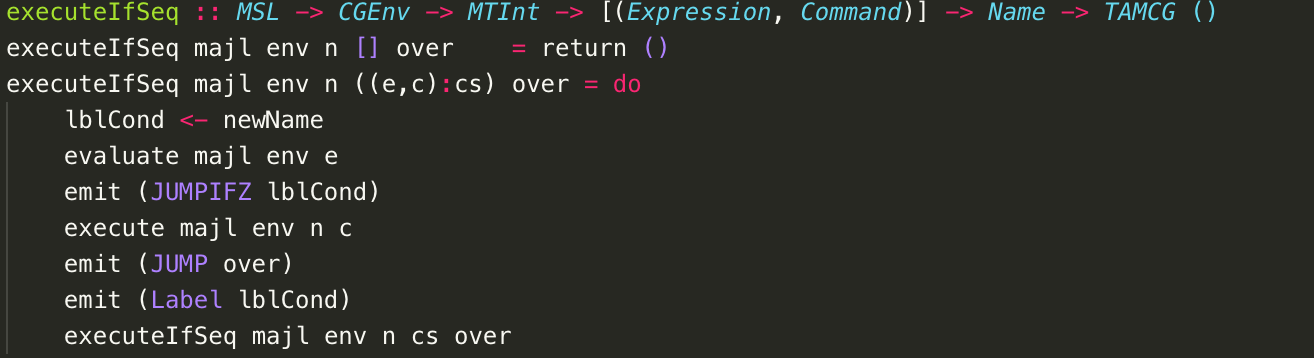 executeIfSeq :: MSL -> CGEnv -> MTInt -> [(Expression, Command)] -> Name -> TAMCG ()
executeIfSeq majl env n [] over    = return ()
executeIfSeq majl env n ((e,c):cs) over = do
    lblCond <- newName
    evaluate majl env e
    emit (JUMPIFZ lblCond)
    execute majl env n c
    emit (JUMP over)
    emit (Label lblCond)
    executeIfSeq majl env n cs over